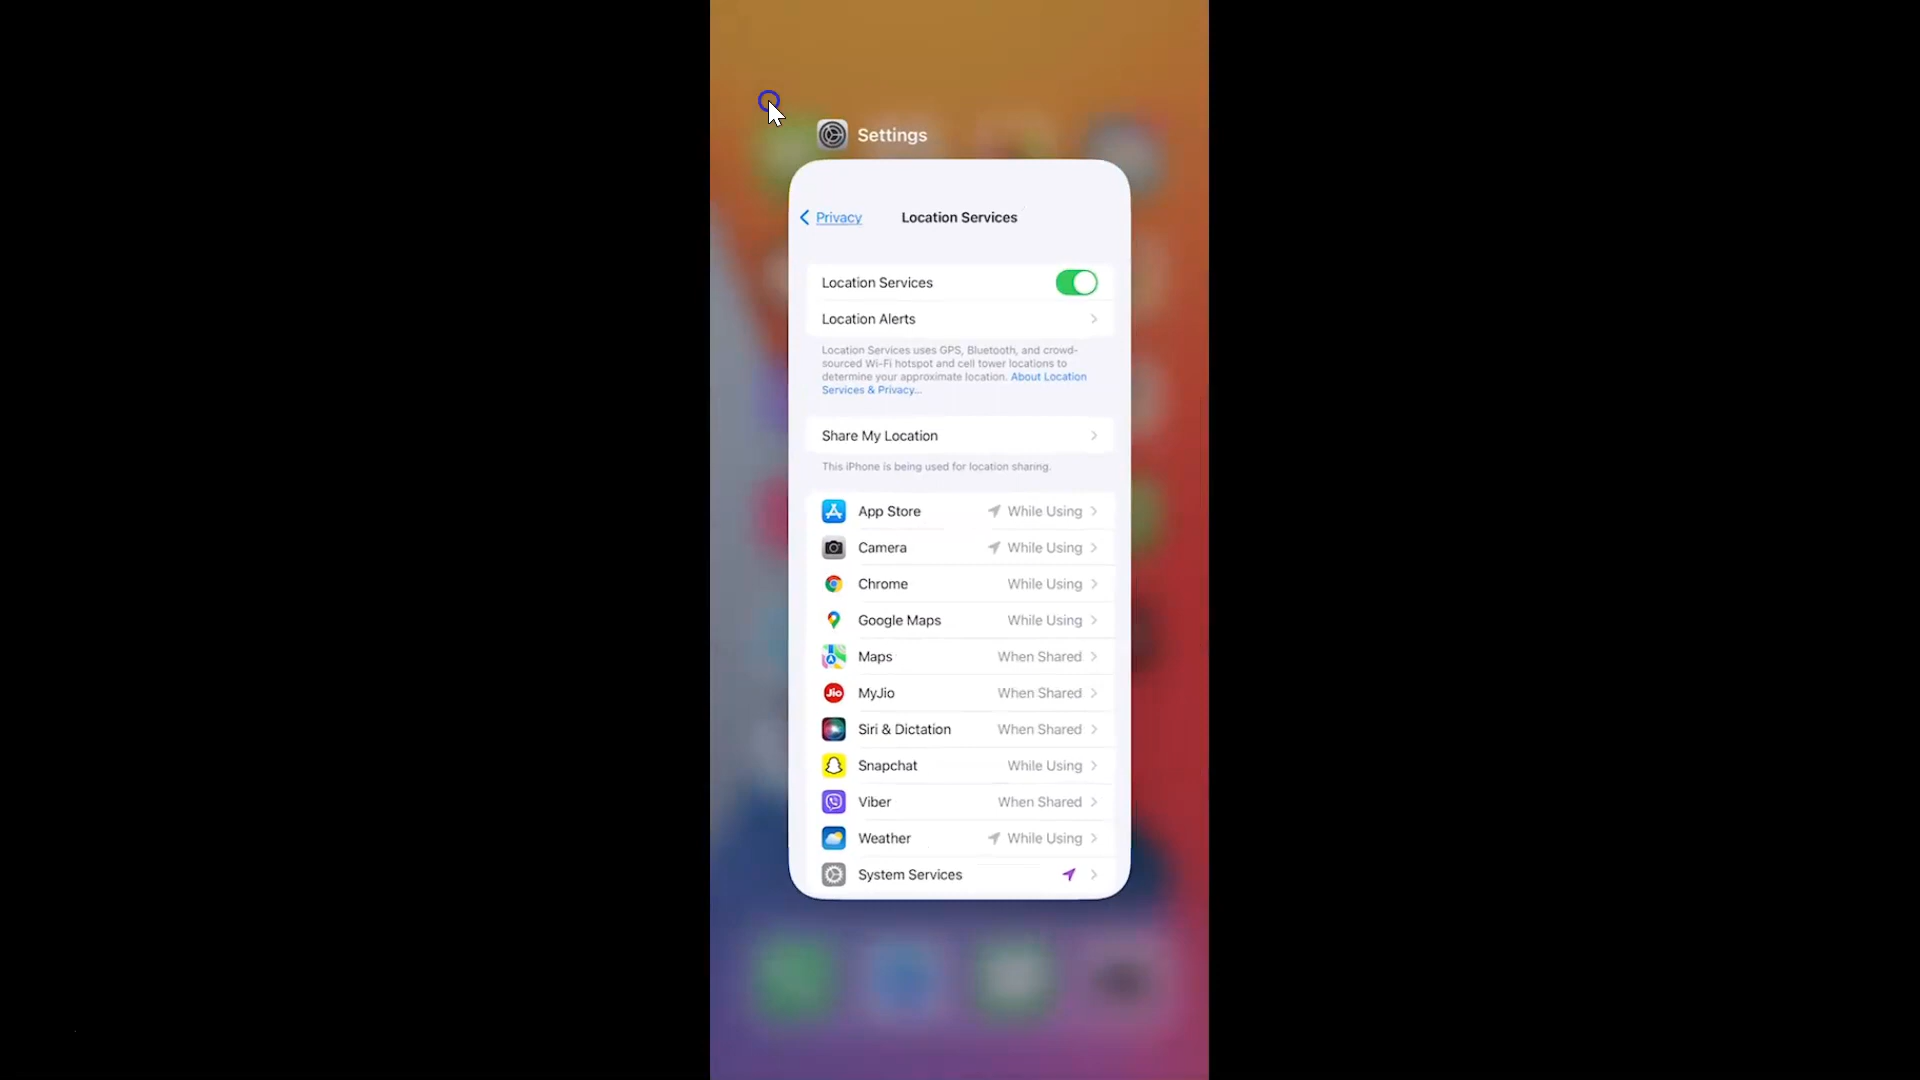 Settings
Privacy Location Services
Location Services
Location Alerts
Location Services uses GPS, Bluetooth, and crowd-
sourced Wi-Fi hotspot and cell tower locations to
determine your approximate location. About Location
Services & Privacy...
Share My Location
This iPhone is being used for location sharing.
App Store While Using
Camera While Using
Chrome While Using
Google Maps While Using
Maps When Shared
Jio MyJio When Shared
Siri & Dictation When Shared
Snapchat While Using
Viber When Shared
Weather While Using
System Services